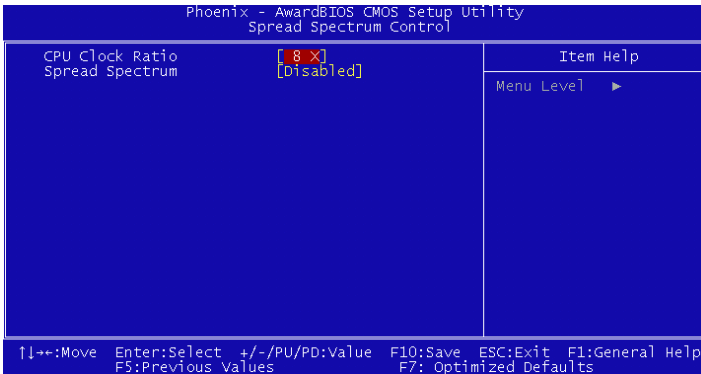 Phoenix - AwardBIOS CMOS Setup Utility
Spread Spectrum Control
CPU Clock Ratio [ 8 X]
Spread Spectrum [Disabled]
Item Help
Menu Level ►
↑↓→←:Move Enter:Select +/-/PU/PD:Value F10:Save ESC:Exit F1:General Help
F5:Previous Values F7: Optimized Defaults